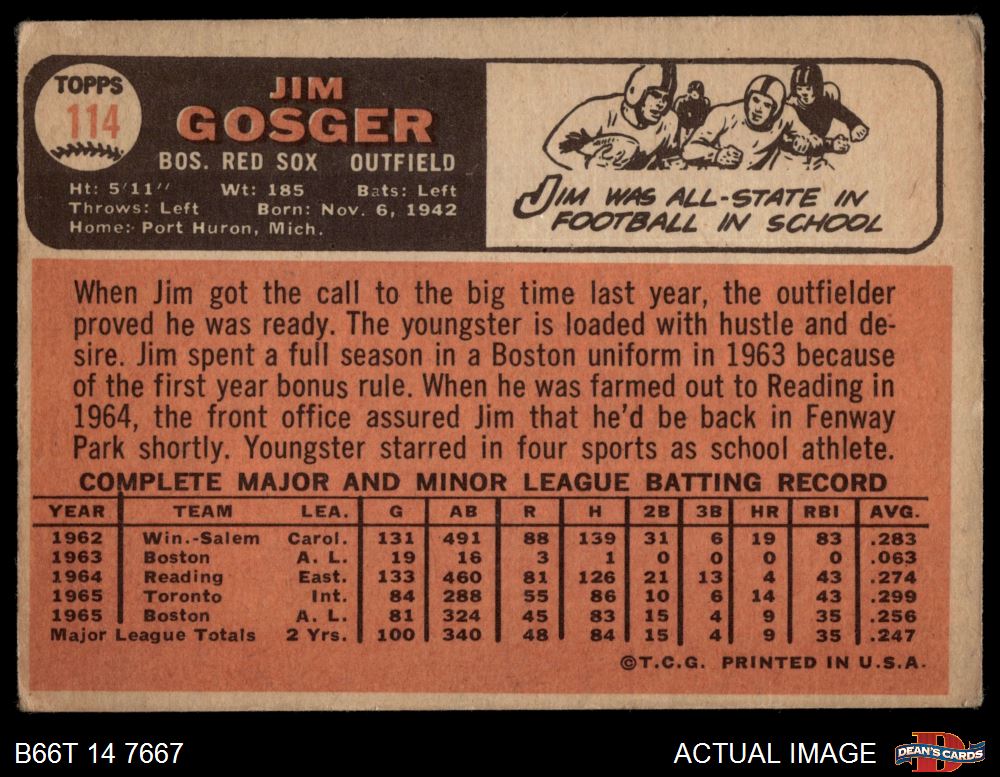 TOPPS
114
JIM
GOSGER
BOS. RED SOX OUTFIELD
Ht: 5'11" Wt: 185 Bats: Left
Throws: Left Born: Nov. 6, 1942
Home: Port Huron, Mich.
JIM WAS ALL-STATE IN
FOOTBALL IN SCHOOL
When Jim got the call to the big time last year, the outfielder
proved he was ready. The youngster is loaded with hustle and de-
sire. Jim spent a full season in a Boston uniform in 1963 because
of the first year bonus rule. When he was farmed out to Reading in
1964, the front office assured Jim that he'd be back in Fenway
Park shortly. Youngster starred in four sports as school athlete.
COMPLETE MAJOR AND MINOR LEAGUE BATTING RECORD
YEAR TEAM LEA. G AB R H 2B 3B HR RBI AVG.
1962 Win.-Salem Carol. 131 491 88 139 31 6 19 83 .283
1963 Boston A. L. 19 16 3 1 0 0 0 0 .063
1964 Reading East. 133 460 81 126 21 13 4 43 .274
1965 Toronto Int. 84 288 55 86 10 6 14 43 .299
1965 Boston A. L. 81 324 45 83 15 4 9 35 .256
Major League Totals 2 Yrs. 100 340 48 84 15 4 9 35 .247
©T.C.G. PRINTED IN U.S.A.
B66T 14 7667
ACTUAL IMAGE
DEAN'S CARDS